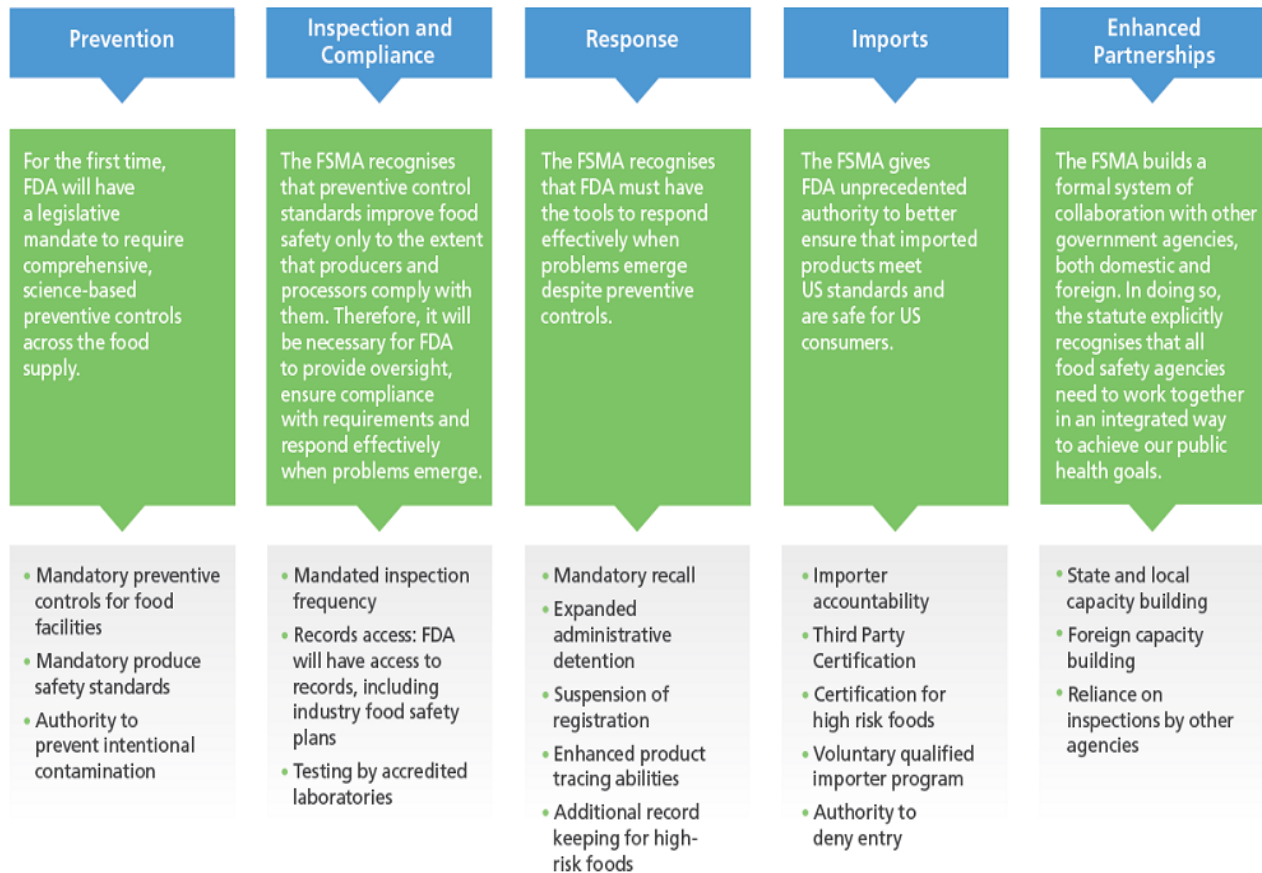 Prevention
For the first time,
FDA will have
a legislative
mandate to require
comprehensive,
science-based
preventive controls
across the food
supply.
• Mandatory preventive
controls for food
facilities
• Mandatory produce
safety standards
• Authority to
prevent intentional
contamination
Inspection and
Compliance
The FSMA recognises
that preventive control
standards improve food
safety only to the extent
that producers and
processors comply with
them. Therefore, it will
be necessary for FDA
to provide oversight,
ensure compliance
with requirements and
respond effectively
when problems emerge.
• Mandated inspection
frequency
• Records access: FDA
will have access to
records, including
industry food safety
plans
• Testing by accredited
laboratories
Response
The FSMA recognises
that FDA must have
the tools to respond
effectively when
problems emerge
despite preventive
controls.
• Mandatory recall
• Expanded
administrative
detention
• Suspension of
registration
• Enhanced product
tracing abilities
• Additional record
keeping for high-
risk foods
Imports
The FSMA gives
FDA unprecedented
authority to better
ensure that imported
products meet
US standards and
are safe for US
consumers.
• Importer
accountability
• Third Party
Certification
• Certification for
high risk foods
• Voluntary qualified
importer program
• Authority to
deny entry
Enhanced
Partnerships
The FSMA builds a
formal system of
collaboration with other
government agencies,
both domestic and
foreign. In doing so,
the statute explicitly
recognises that all
food safety agencies
need to work together
in an integrated way
to achieve our public
health goals.
• State and local
capacity building
• Foreign capacity
building
• Reliance on
inspections by other
agencies